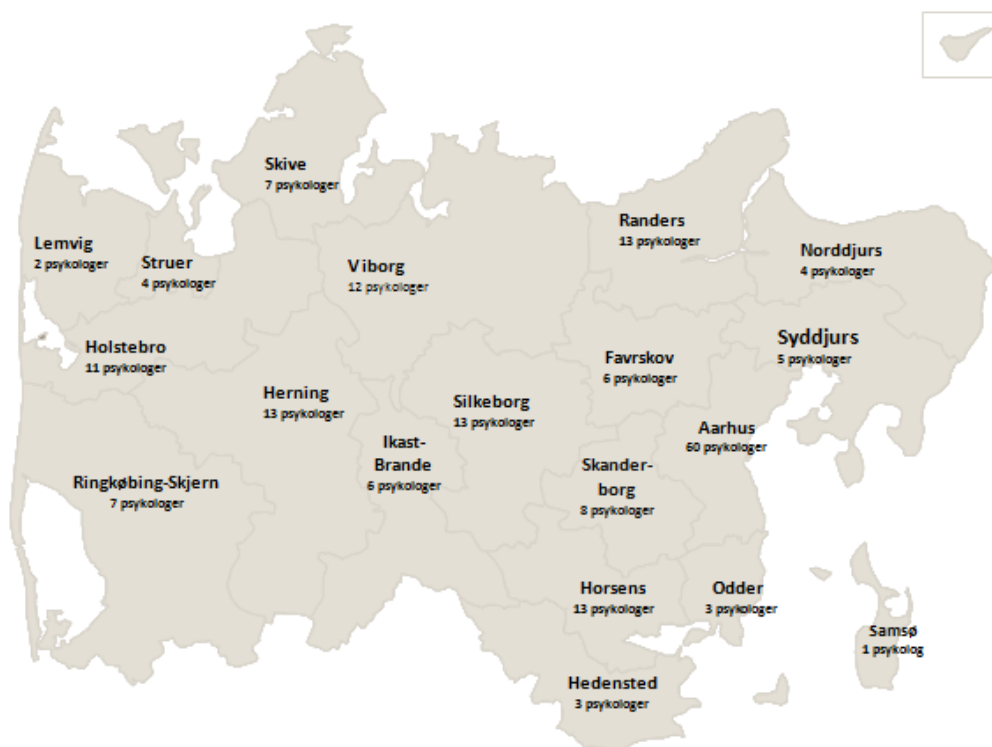 Skive
7 psykologer
Randers
13 psykologer
Lemvig
2 psykologer
Struer
4 psykologer
Viborg
12 psykologer
Norddjurs
4 psykologer
Holstebro
11 psykologer
Syddjurs
5 psykologer
Favrskov
6 psykologer
Herning
13 psykologer
Silkeborg
13 psykologer
Aarhus
60 psykologer
Ikast-
Brande
6 psykologer
Skander-
borg
8 psykologer
Ringkøbing-Skjern
7 psykologer
Horsens
13 psykologer
Odder
3 psykologer
Samsø
1 psykolog
Hedensted
3 psykologer